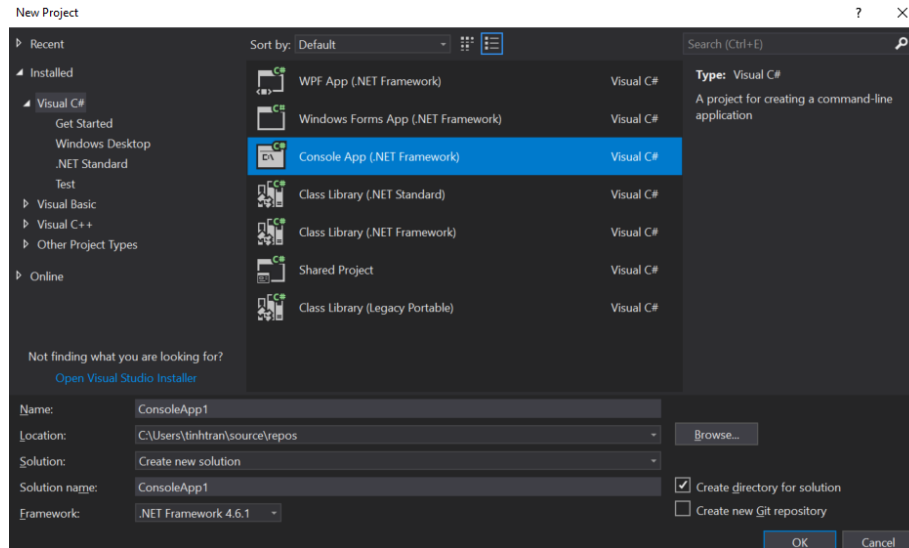 New Project
? ×
Recent
Sort by: Default
Search (Ctrl+E)
Installed
Visual C#
Get Started
Windows Desktop
.NET Standard
Test
Visual Basic
Visual C++
Other Project Types
Online
Not finding what you are looking for?
Open Visual Studio Installer
WPF App (.NET Framework) Visual C#
Windows Forms App (.NET Framework) Visual C#
Console App (.NET Framework) Visual C#
Class Library (.NET Standard) Visual C#
Class Library (.NET Framework) Visual C#
Shared Project Visual C#
Class Library (Legacy Portable) Visual C#
Type: Visual C#
A project for creating a command-line
application
Name: ConsoleApp1
Location: C:\Users\tinhtran\source\repos
Browse...
Solution: Create new solution
Solution name: ConsoleApp1
Create directory for solution
Framework: .NET Framework 4.6.1
Create new Git repository
OK Cancel